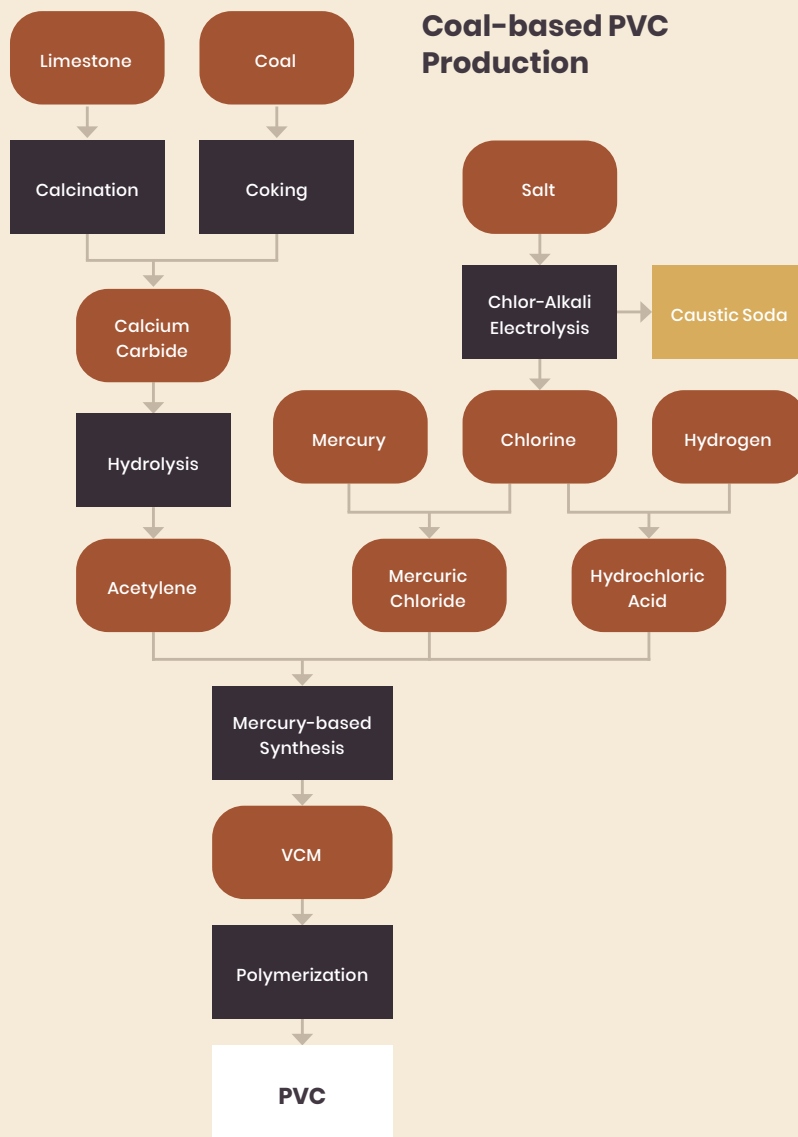 Coal-based PVC
Production
Limestone
Coal
Calcination
Coking
Salt
Chlor-Alkali
Electrolysis
Caustic Soda
Calcium
Carbide
Hydrolysis
Mercury
Chlorine
Hydrogen
Acetylene
Mercuric
Chloride
Hydrochloric
Acid
Mercury-based
Synthesis
VCM
Polymerization
PVC